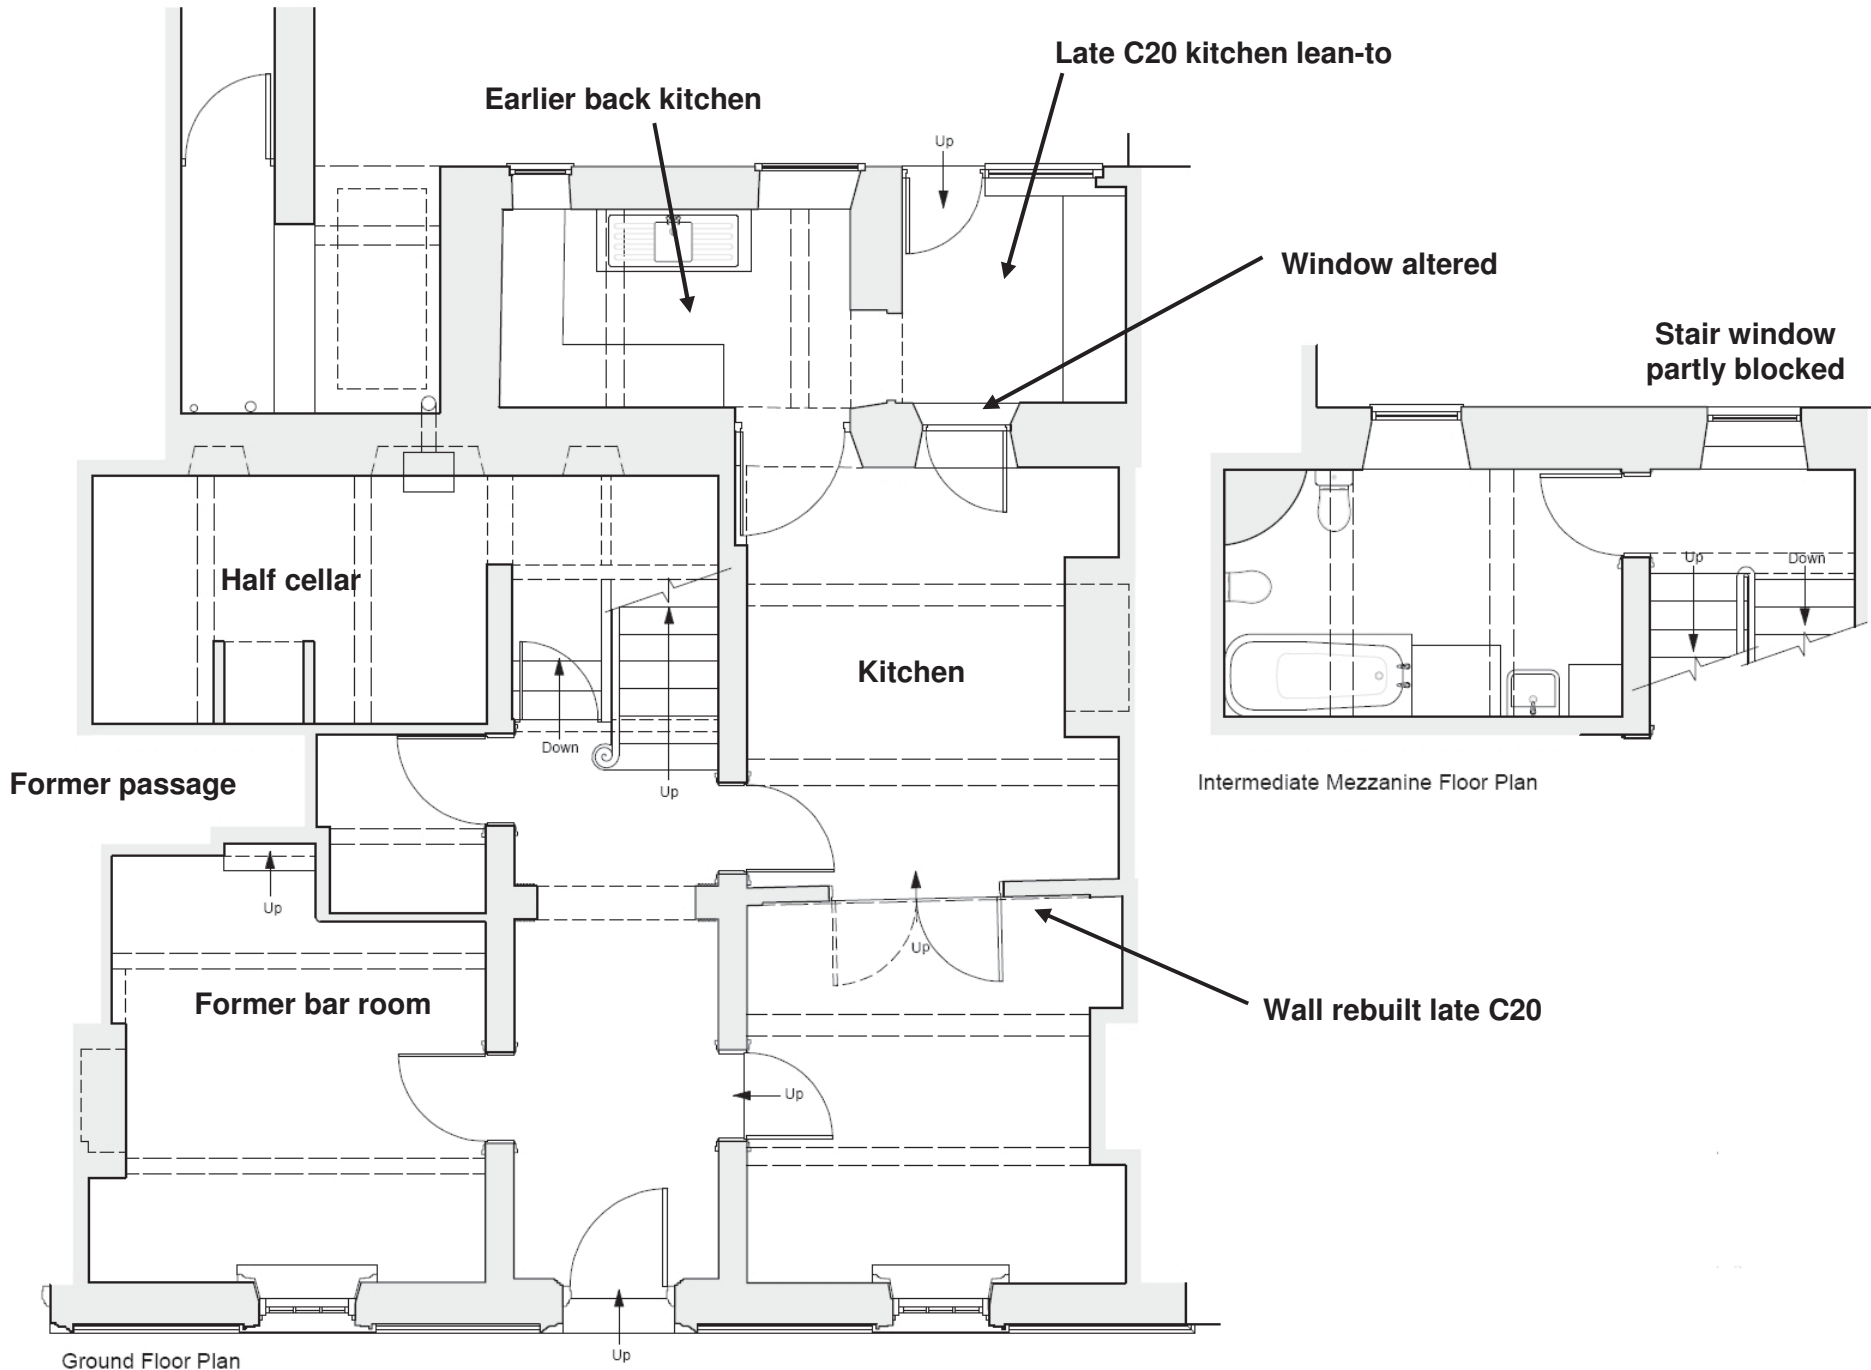 Late C20 kitchen lean-to
Earlier back kitchen
Up
Window altered
Stair window
partly blocked
Half cellar
Up
Down
Kitchen
Down
Former passage
Up
Intermediate Mezzanine Floor Plan
Up
Up
Former bar room
Wall rebuilt late C20
Up
Up
Ground Floor Plan